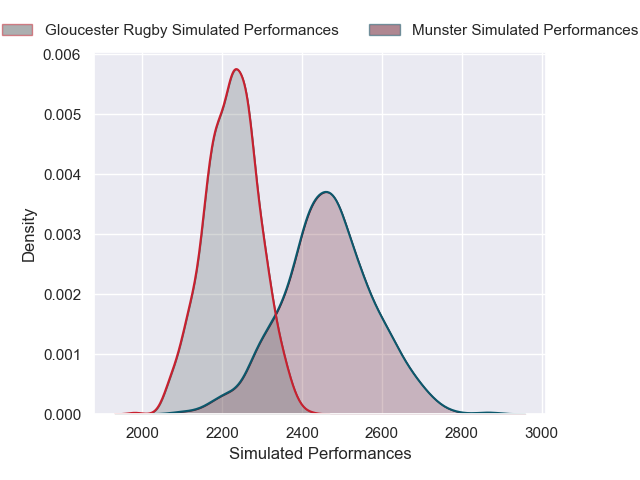 Gloucester Rugby Simulated Performances
Munster Simulated Performances
0.006
0.005
0.004
0.003
0.002
0.001
0.000
Density
2000 2200 2400 2600 2800 3000
Simulated Performances